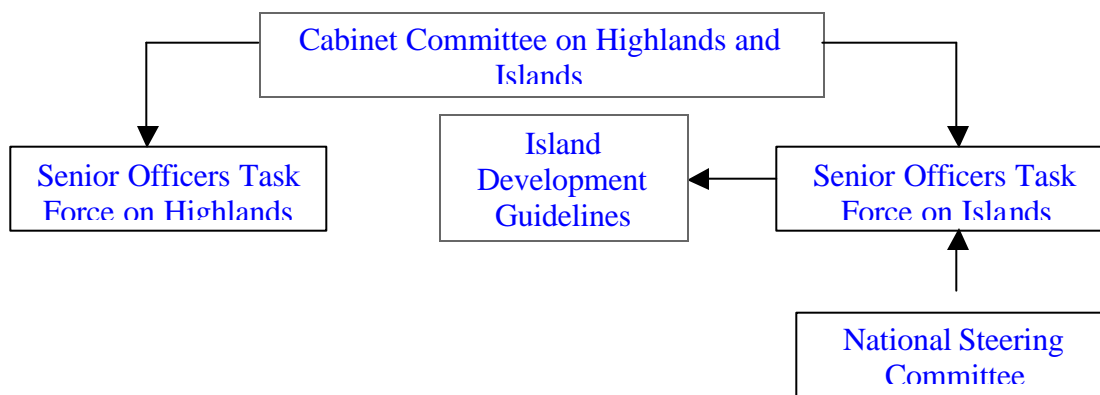 Cabinet Committee on Highlands and
Islands
Senior Officers Task
Force on Highlands
Island
Development
Guidelines
Senior Officers Task
Force on Islands
National Steering
Committee